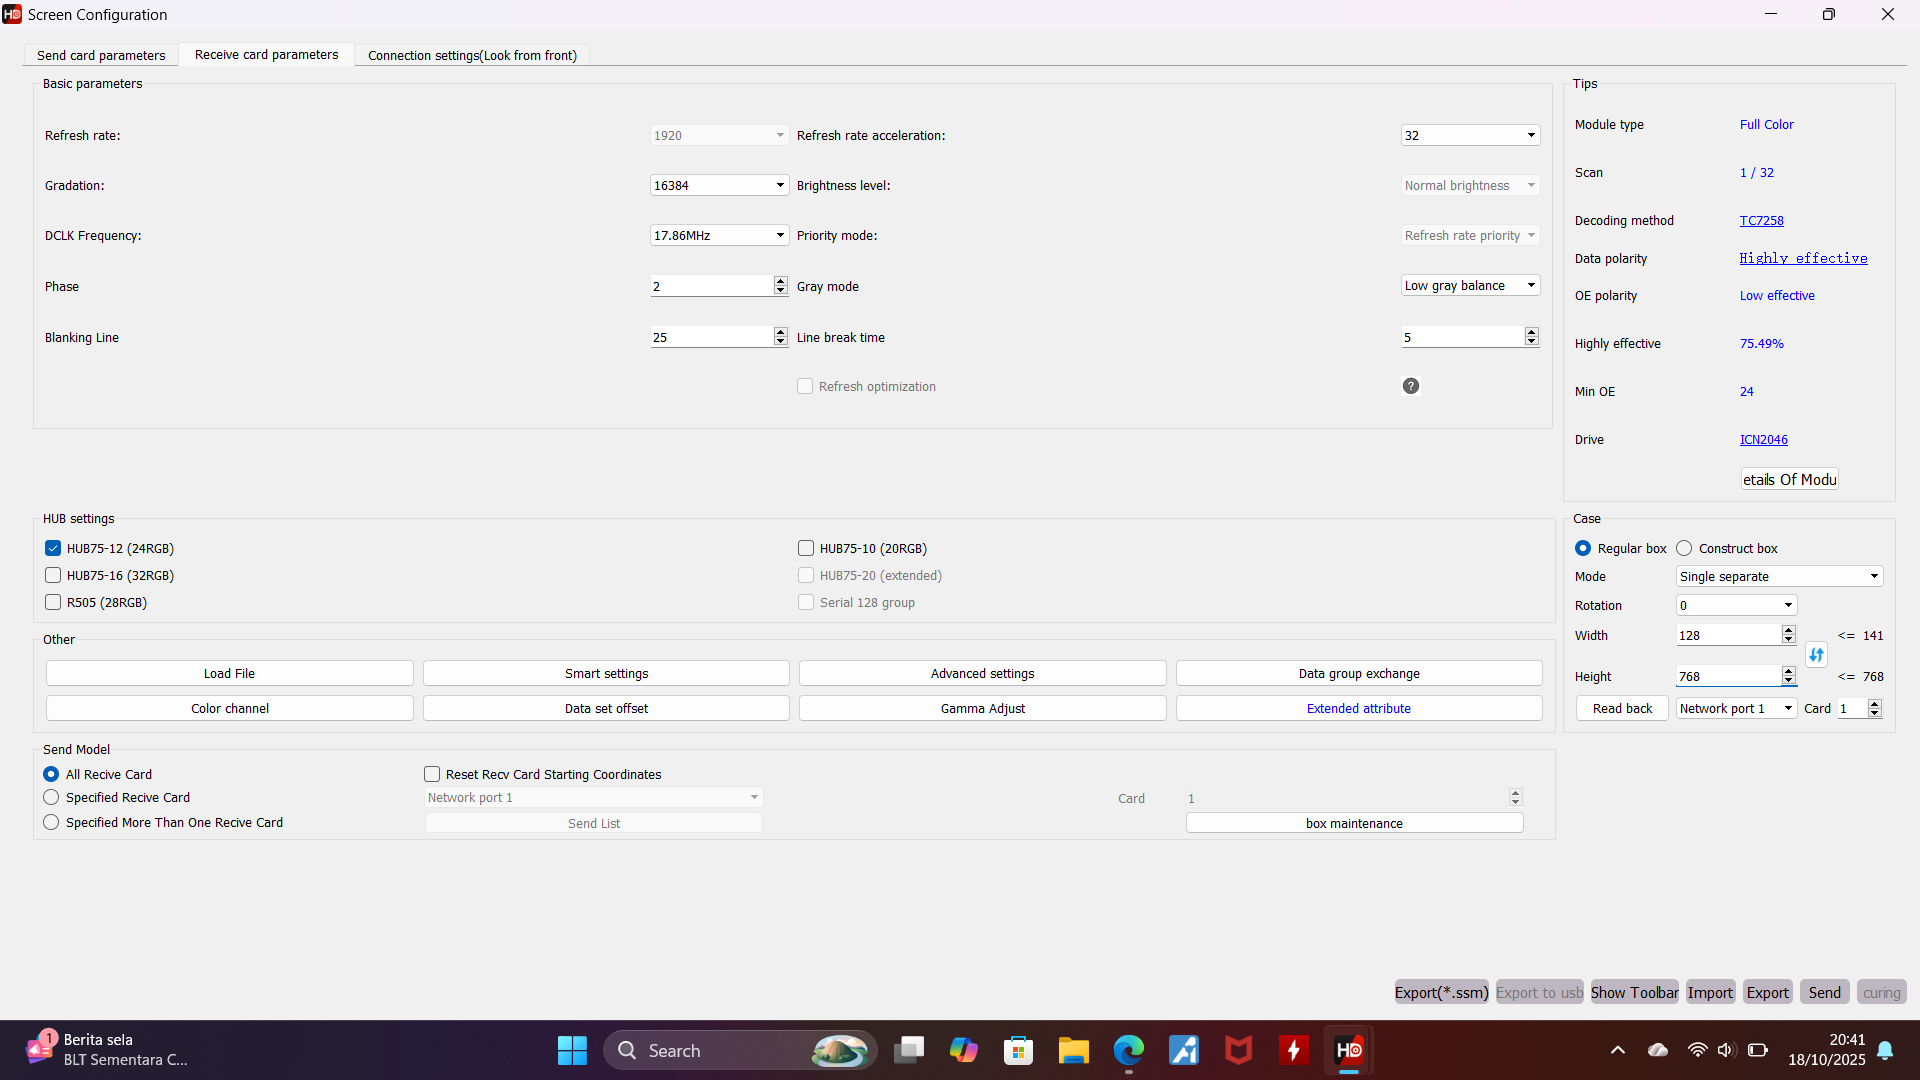 HD Screen Configuration
Send card parameters
Receive card parameters
Connection settings(Look from front)
Basic parameters
Refresh rate: 1920 Refresh rate acceleration: 32
Gradation: 16384 Brightness level: Normal brightness
DCLK Frequency: 17.86MHz Priority mode: Refresh rate priority
Phase 2 Gray mode Low gray balance
Blanking Line 25 Line break time 5
Refresh optimization ?
Tips
Module type Full Color
Scan 1 / 32
Decoding method TC7258
Data polarity Highly effective
OE polarity Low effective
Highly effective 75.49%
Min OE 24
Drive ICN2046
etails Of Modu
HUB settings
HUB75-12 (24RGB) HUB75-10 (20RGB)
HUB75-16 (32RGB) HUB75-20 (extended)
R505 (28RGB) Serial 128 group
Case
Regular box Construct box
Mode Single separate
Rotation 0
Width 128 <= 141
Height 768 <= 768
Read back Network port 1 Card 1
Other
Load File Smart settings Advanced settings Data group exchange
Color channel Data set offset Gamma Adjust Extended attribute
Send Model
All Recive Card Reset Recv Card Starting Coordinates
Specified Recive Card Network port 1 Card 1
Specified More Than One Recive Card Send List box maintenance
Export(*.ssm) Export to usb Show Toolbar Import Export Send curing
1 Berita sela
BLT Sementara C...
Search
HD
20:41
18/10/2025